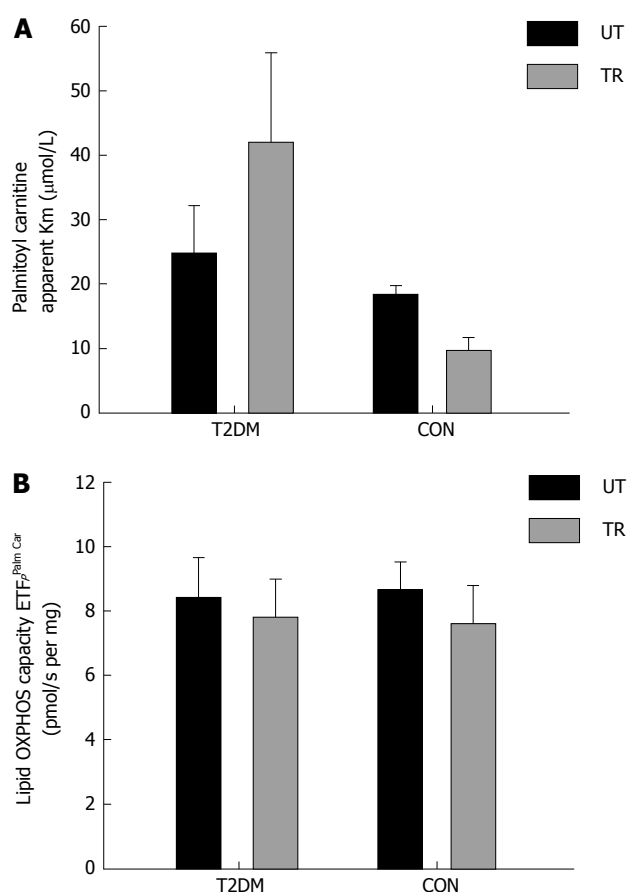 A
UT
TR
Palmitoyl carnitine
apparent Km (μmol/L)
60
50
40
30
20
10
0
T2DM
CON
B
UT
TR
Lipid OXPHOS capacity ETFp^Palm Car
(pmol/s per mg)
12
10
8
6
4
2
0
T2DM
CON